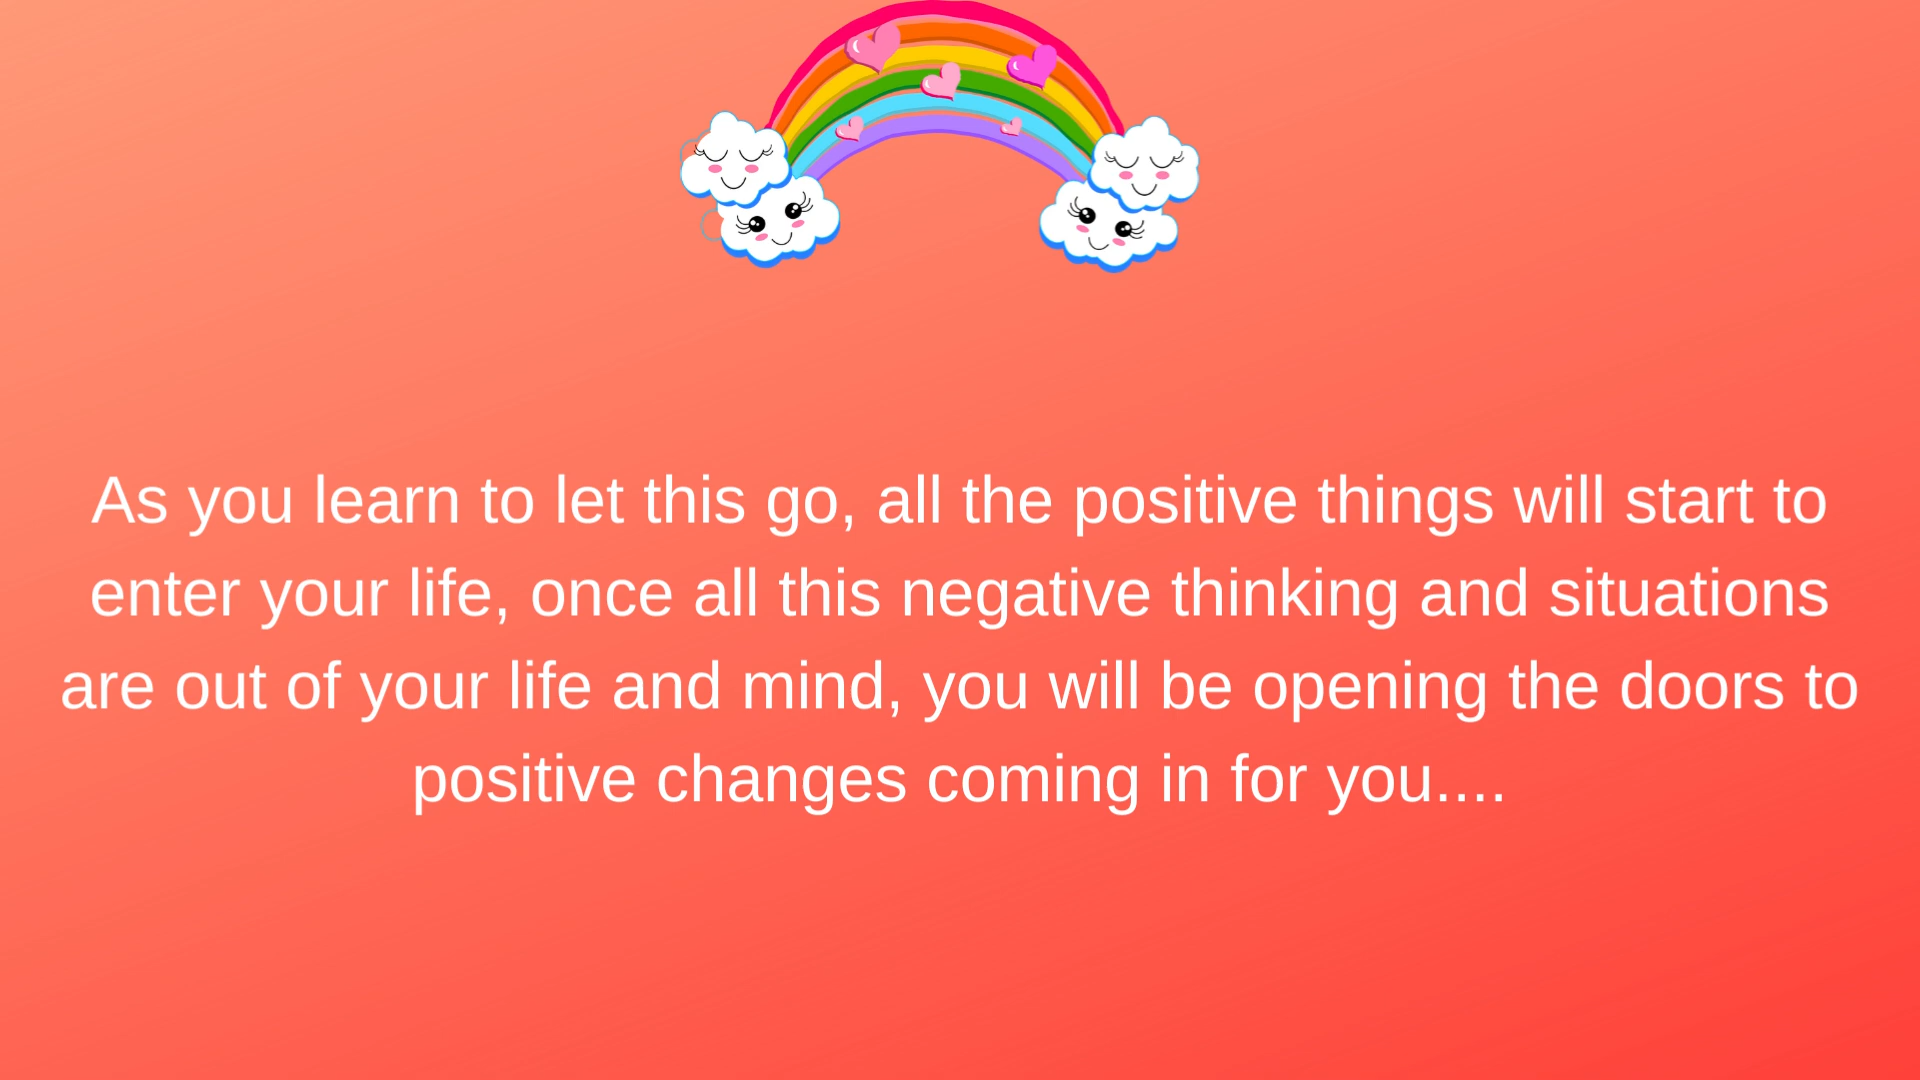 As you learn to let this go, all the positive things will start to
enter your life, once all this negative thinking and situations
are out of your life and mind, you will be opening the doors to
positive changes coming in for you....